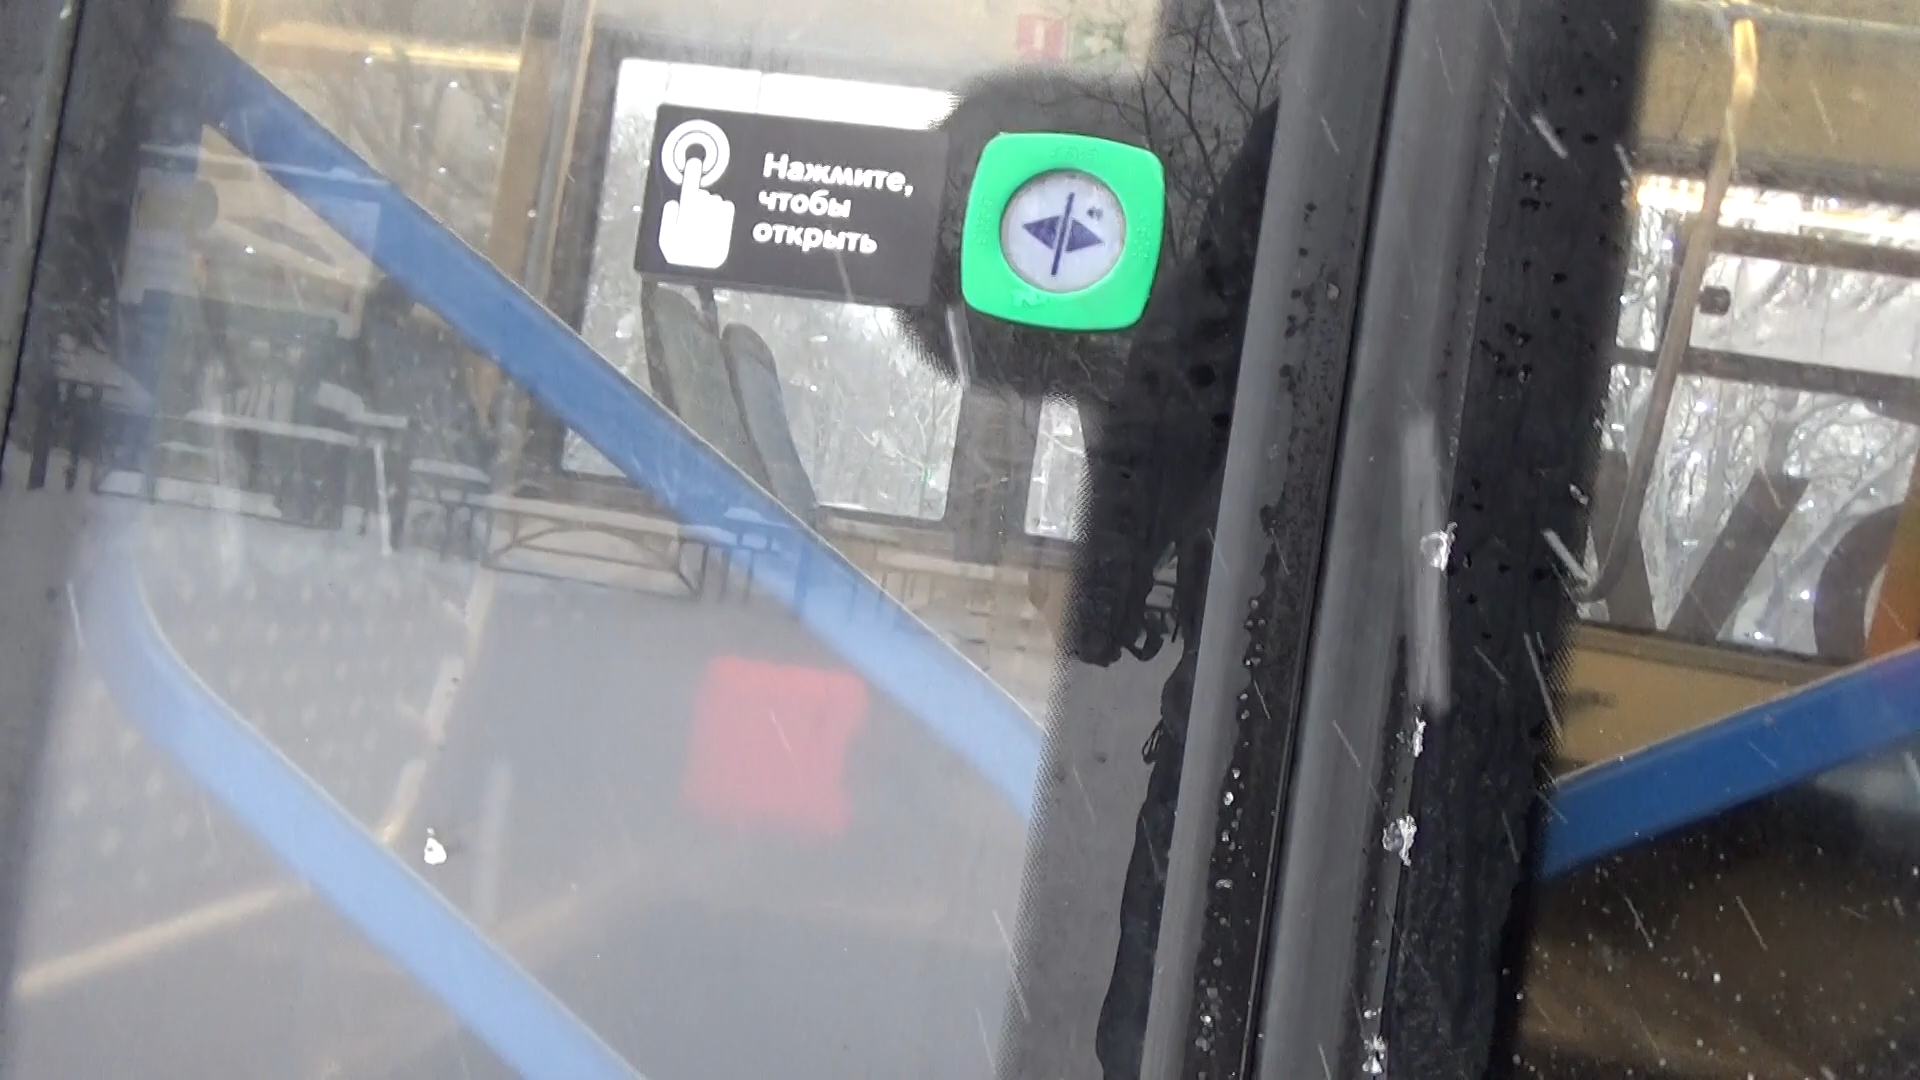 Нажмите,
чтобы
открыть